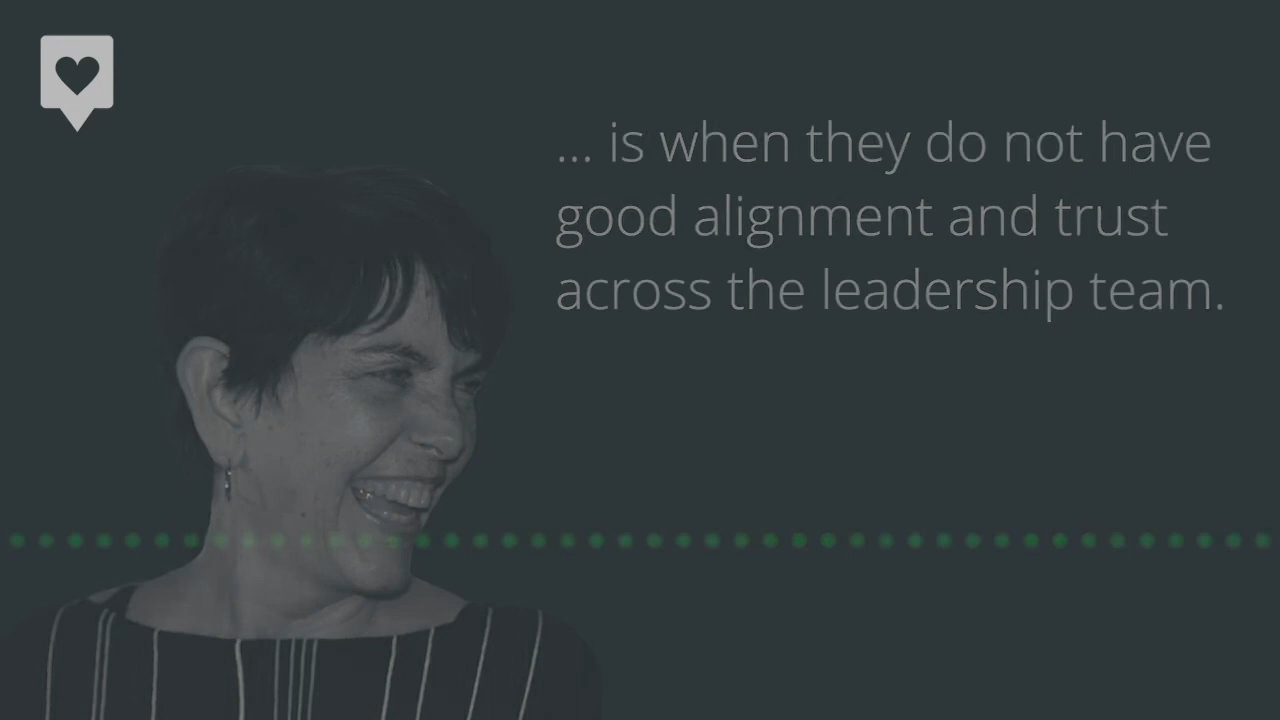 ... is when they do not have
good alignment and trust
across the leadership team.